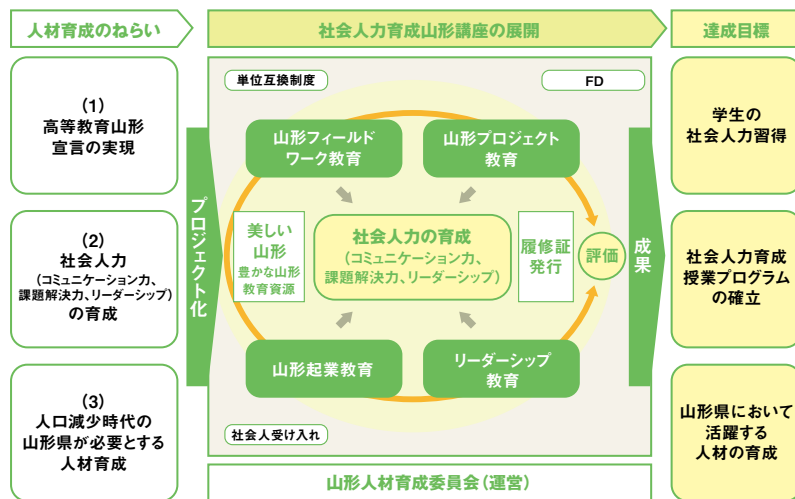 人材育成のねらい
社会人力育成山形講座の展開
達成目標
(1)
高等教育山形
宣言の実現
(2)
社会人力
(コミュニケーション力、
課題解決力、リーダーシップ)
の育成
(3)
人口減少時代の
山形県が必要とする
人材育成
プロジェクト化
単位互換制度
FD
山形フィールド
ワーク教育
山形プロジェクト
教育
美しい
山形
豊かな山形
教育資源
社会人力の育成
(コミュニケーション力、
課題解決力、リーダーシップ)
履修証
発行
評価
山形起業教育
リーダーシップ
教育
社会人受け入れ
山形人材育成委員会(運営)
成果
学生の
社会人力習得
社会人力育成
授業プログラム
の確立
山形県において
活躍する
人材の育成